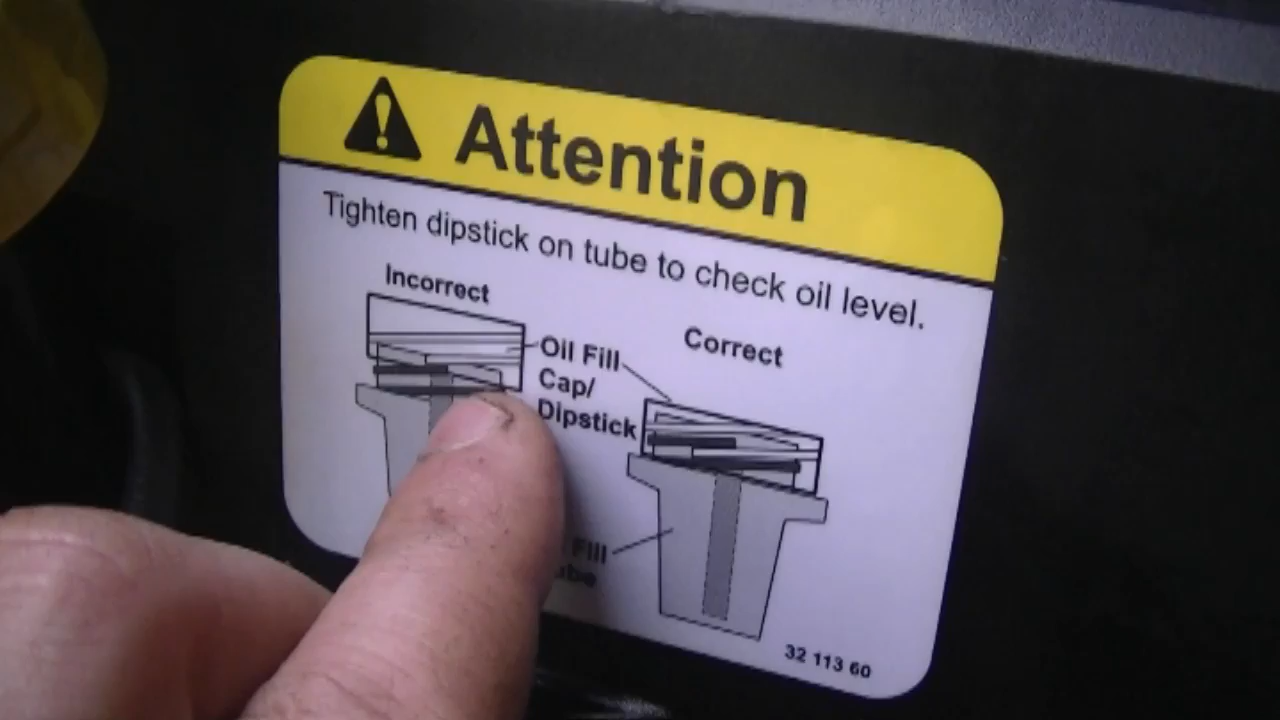 Attention
Tighten dipstick on tube to check oil level.
Incorrect
Correct
Oil Fill
Cap/
Dipstick
Fill
32 113 60